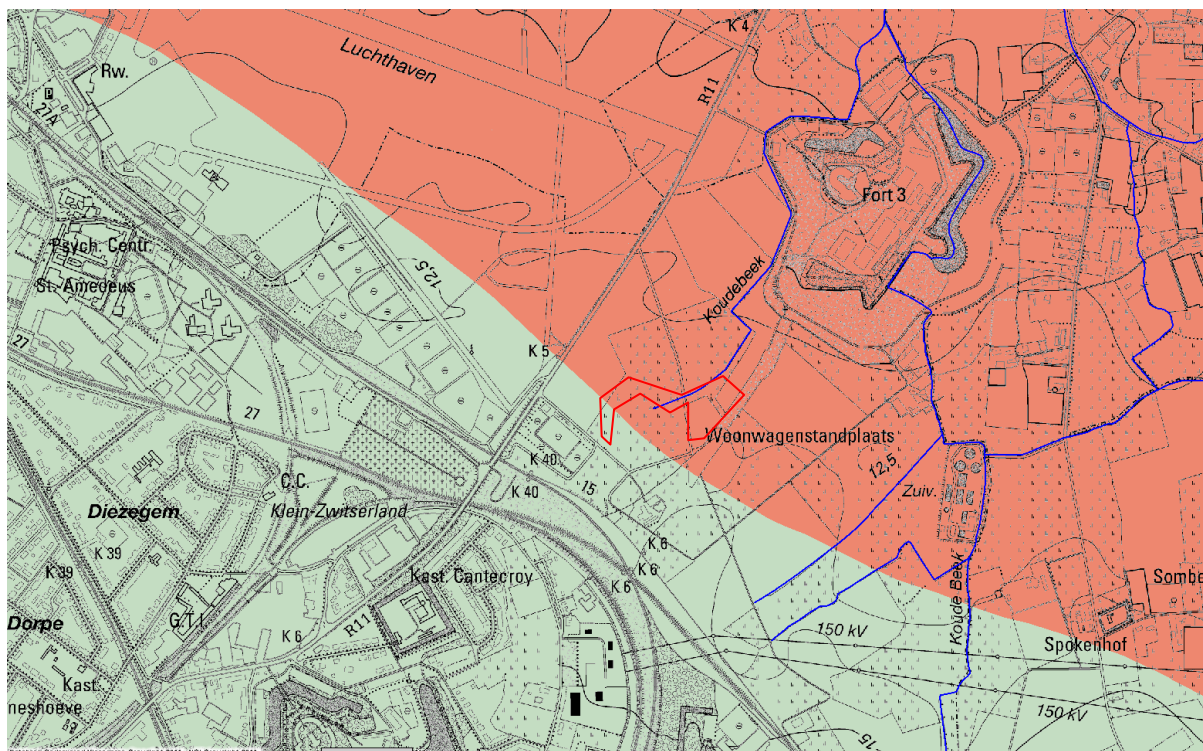 K 4
Luchthaven
Rw.
P
27A
R11
Fort 3
Psych. Centr.
St. Amedeus
12,5
Koudebeek
27
K 5
27
Woonwagenstandplaats
K 40
12,5
15
C.C.
Zuiv.
K 40
Klein-Zwitserland
Diezegem
K 39
K 6
K 6
K 39
Kast. Cantecroy
K 6
Sombe
G.T.I.
R11
Koude Beek
Dorpe
K 6
150 kV
Spokenhof
Kast.
neshoeve
150 kV
15